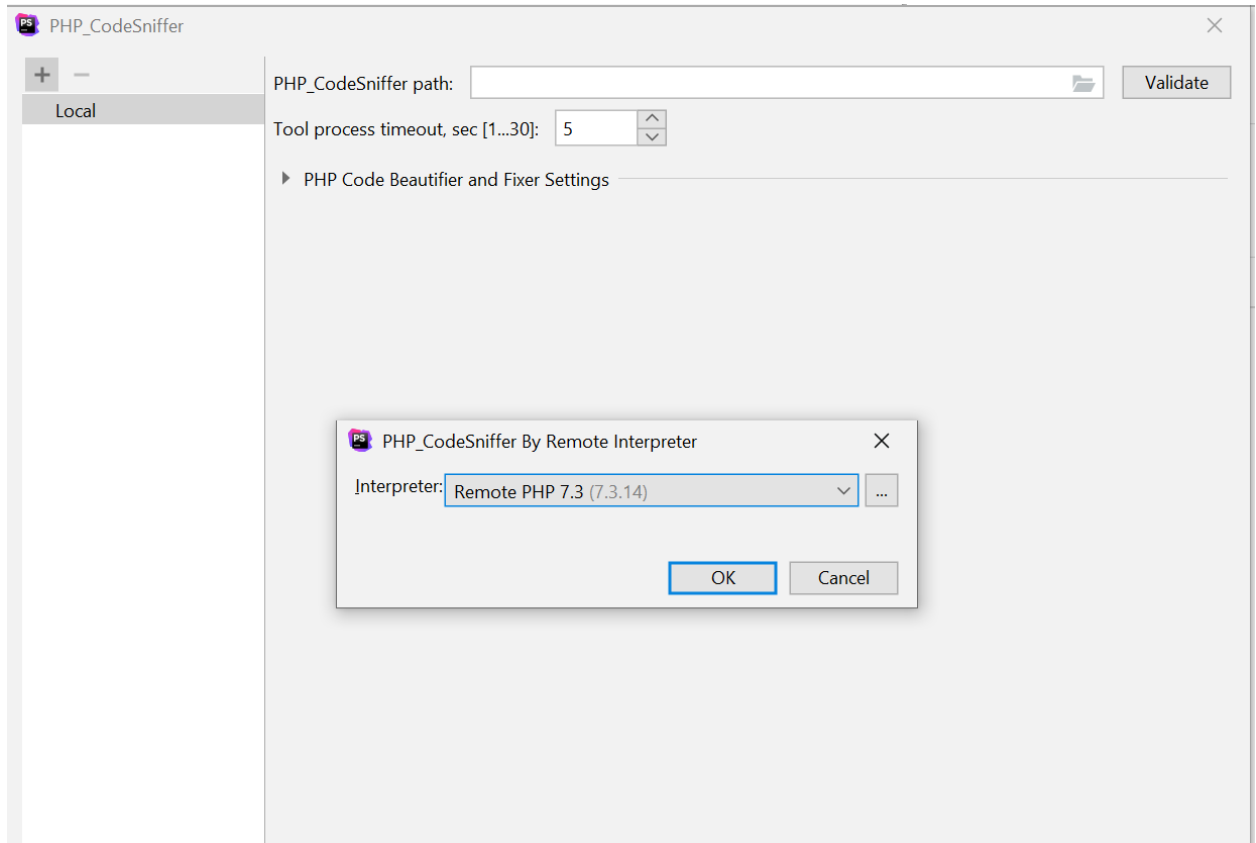 PHP_CodeSniffer
PHP_CodeSniffer path:
Validate
Local
Tool process timeout, sec [1...30]: 5
PHP Code Beautifier and Fixer Settings
PHP_CodeSniffer By Remote Interpreter
Interpreter: Remote PHP 7.3 (7.3.14) ...
OK Cancel